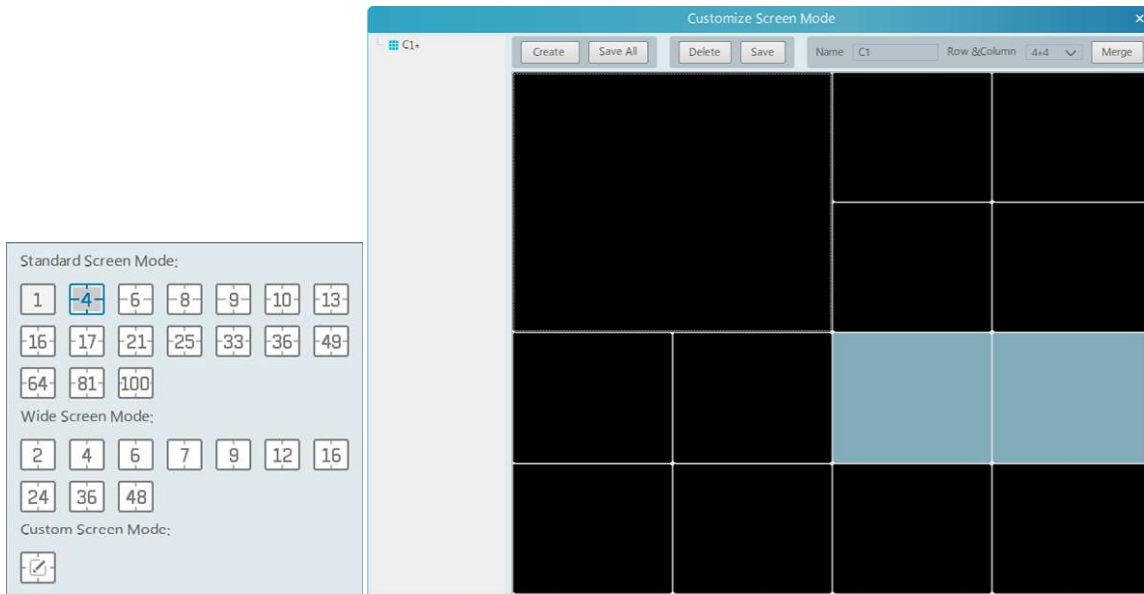 Standard Screen Mode:
1 4 6 8 9 10 13
16 17 21 25 33 36 49
64 81 100
Wide Screen Mode:
2 4 6 7 9 12 16
24 36 48
Custom Screen Mode:
Customize Screen Mode ×
C1*
Create Save All Delete Save Name C1 Row &Column 4*4 Merge